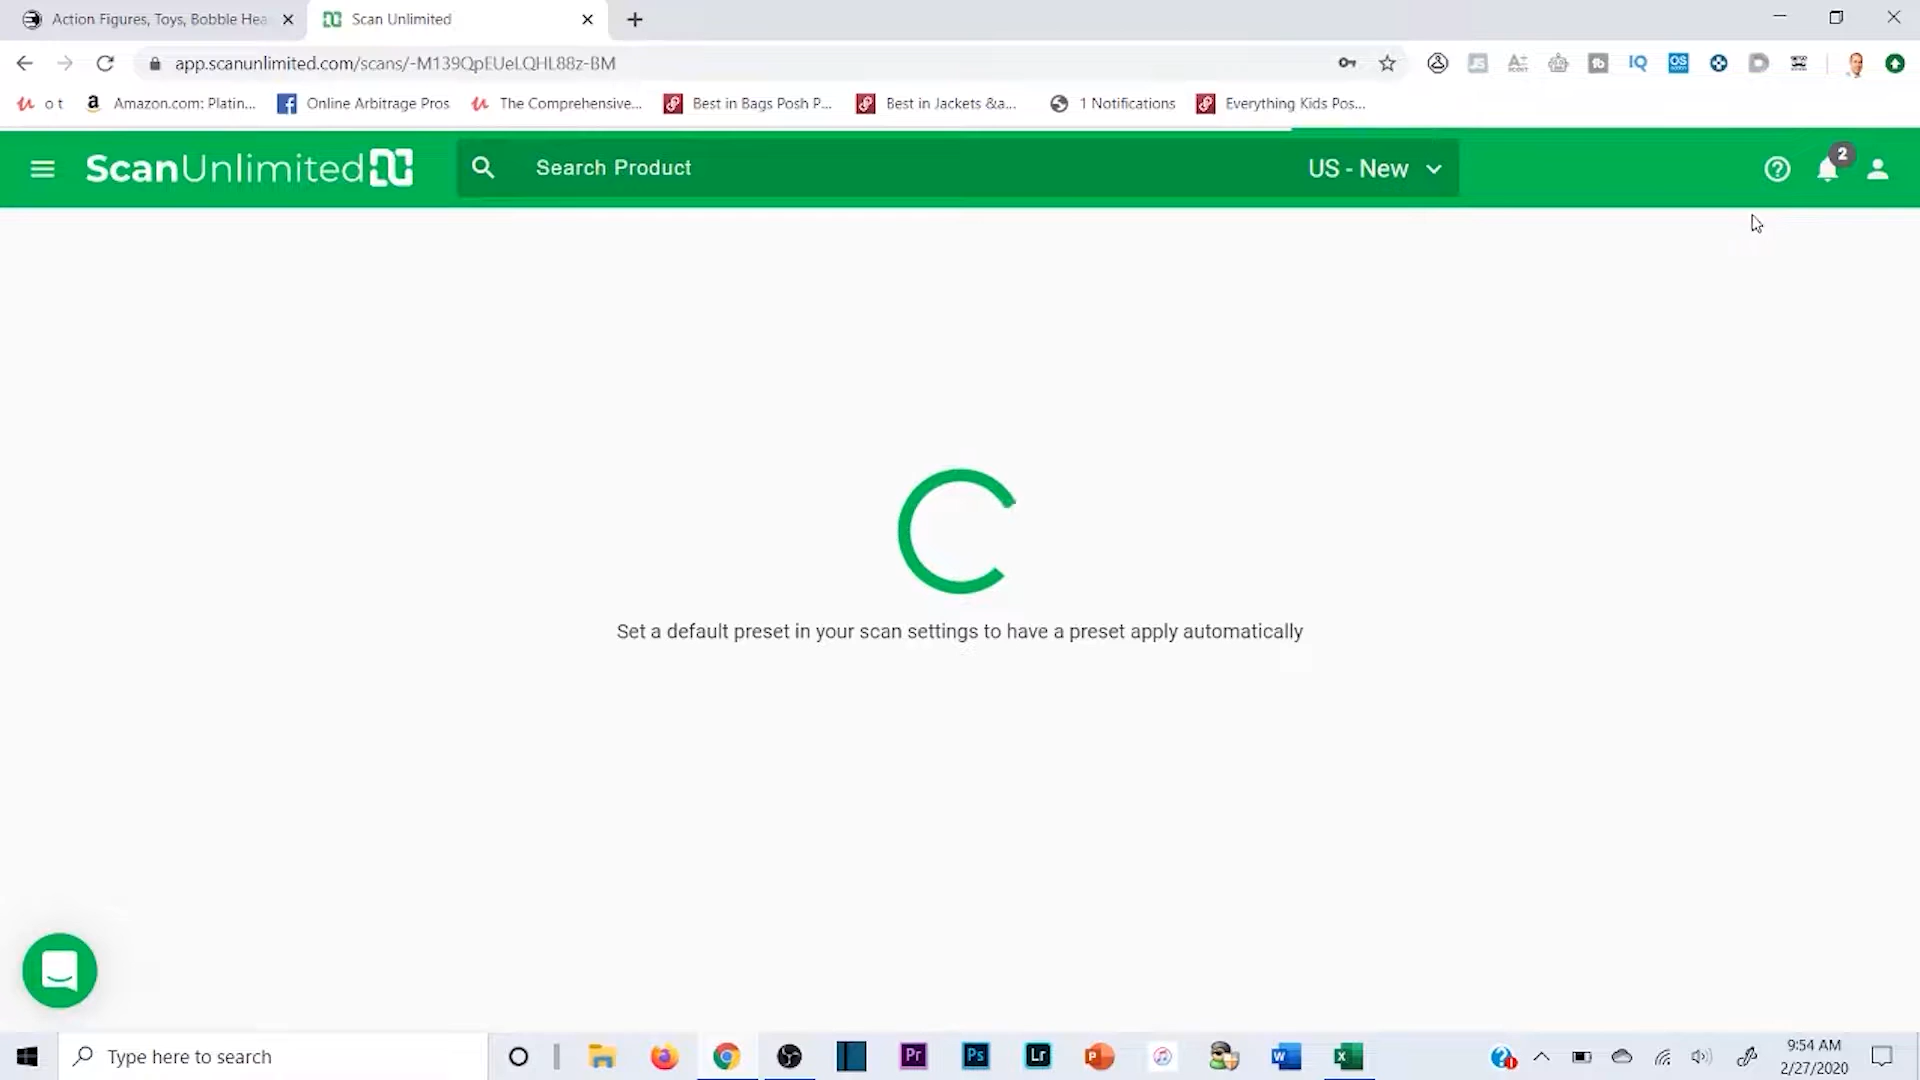 Action Figures, Toys, Bobble Hea
Scan Unlimited
app.scanunlimited.com/scans/-M139QpEUeLQHL88z-BM
o t
Amazon.com: Platin...
Online Arbitrage Pros
The Comprehensive...
Best in Bags Posh P...
Best in Jackets &a...
1 Notifications
Everything Kids Pos...
ScanUnlimited
Search Product
US - New
2
Set a default preset in your scan settings to have a preset apply automatically
Type here to search
9:54 AM
2/27/2020